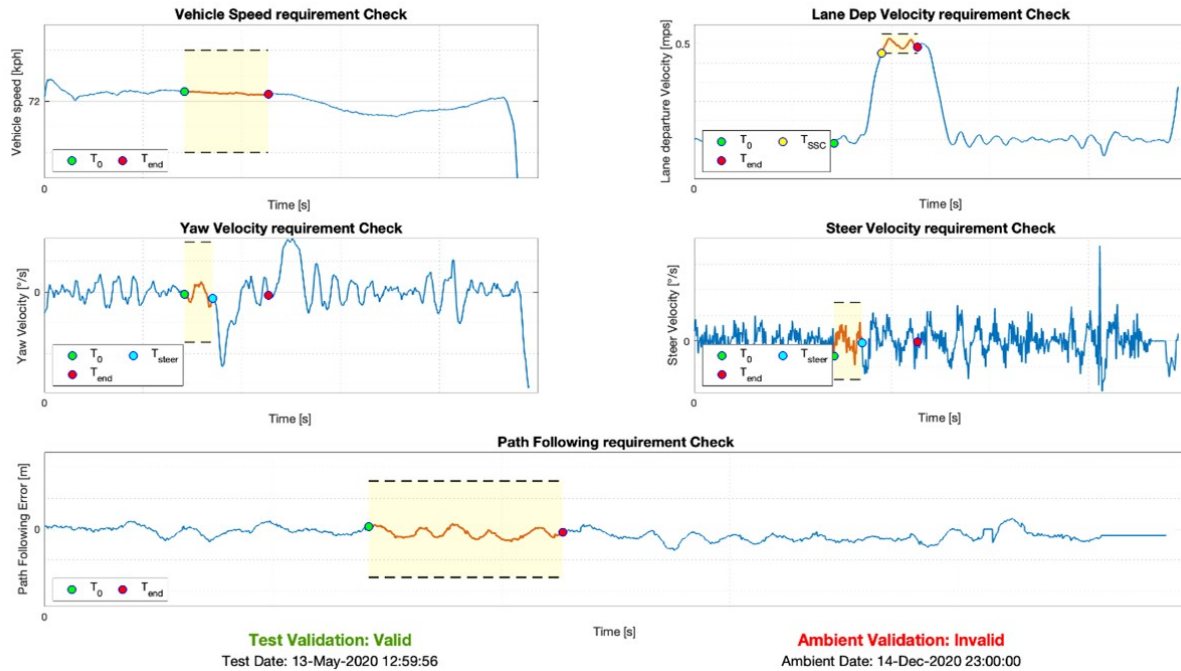 Vehicle Speed requirement Check
Vehicle speed [kph]
72
T0 Tend
0
Time [s]
Lane Dep Velocity requirement Check
Lane departure Velocity [mps]
0.5
T0 TSSC
Tend
0
Time [s]
Yaw Velocity requirement Check
Yaw Velocity [°/s]
0
T0 Tsteer
Tend
0
Time [s]
Steer Velocity requirement Check
Steer Velocity [°/s]
0
T0 Tsteer
Tend
0
Time [s]
Path Following requirement Check
Path Following Error [m]
0
T0 Tend
0
Time [s]
Test Validation: Valid
Test Date: 13-May-2020 12:59:56
Ambient Validation: Invalid
Ambient Date: 14-Dec-2020 23:00:00